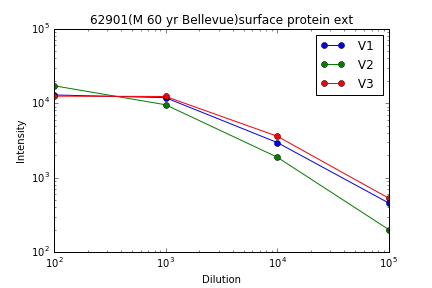 62901(M 60 yr Bellevue)surface protein ext
10^5
10^4
10^3
10^2
Intensity
V1
V2
V3
10^2 10^3 10^4 10^5
Dilution